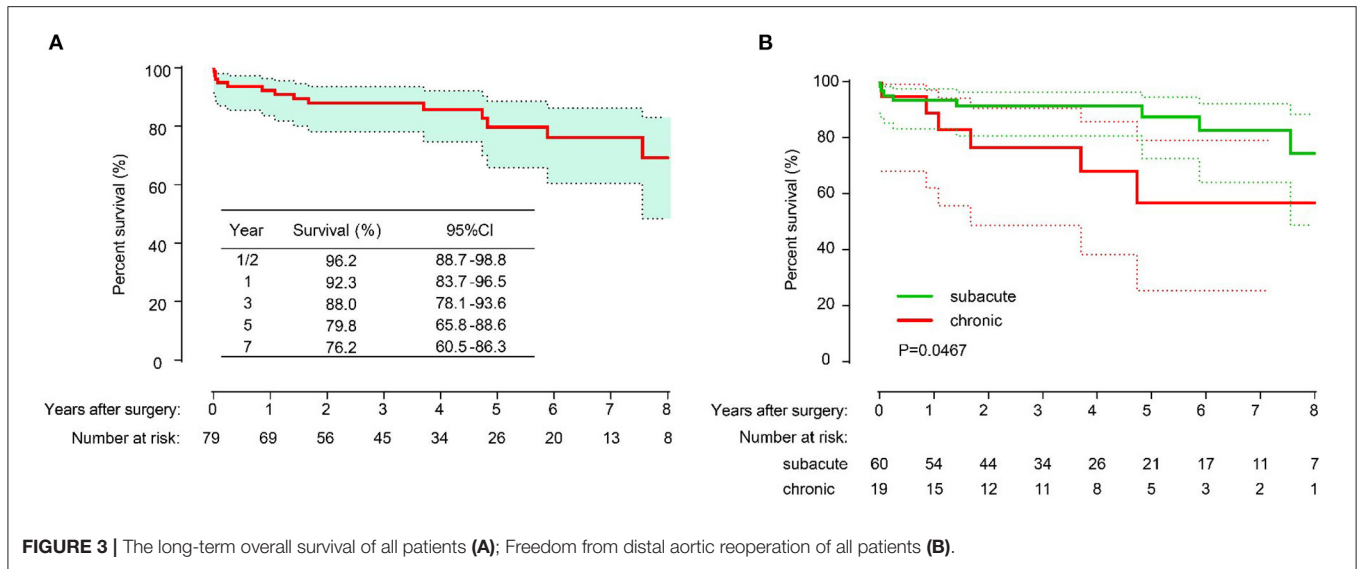 A
Percent survival (%)
100
80
60
40
20
0
Year Survival (%) 95%CI
1/2 96.2 88.7-98.8
1 92.3 83.7-96.5
3 88.0 78.1-93.6
5 79.8 65.8-88.6
7 76.2 60.5-86.3
Years after surgery: 0 1 2 3 4 5 6 7 8
Number at risk: 79 69 56 45 34 26 20 13 8
B
Percent survival (%)
100
80
60
40
20
0
subacute
chronic
P=0.0467
Years after surgery: 0 1 2 3 4 5 6 7 8
Number at risk:
subacute 60 54 44 34 26 21 17 11 7
chronic 19 15 12 11 8 5 3 2 1
FIGURE 3 | The long-term overall survival of all patients (A); Freedom from distal aortic reoperation of all patients (B).